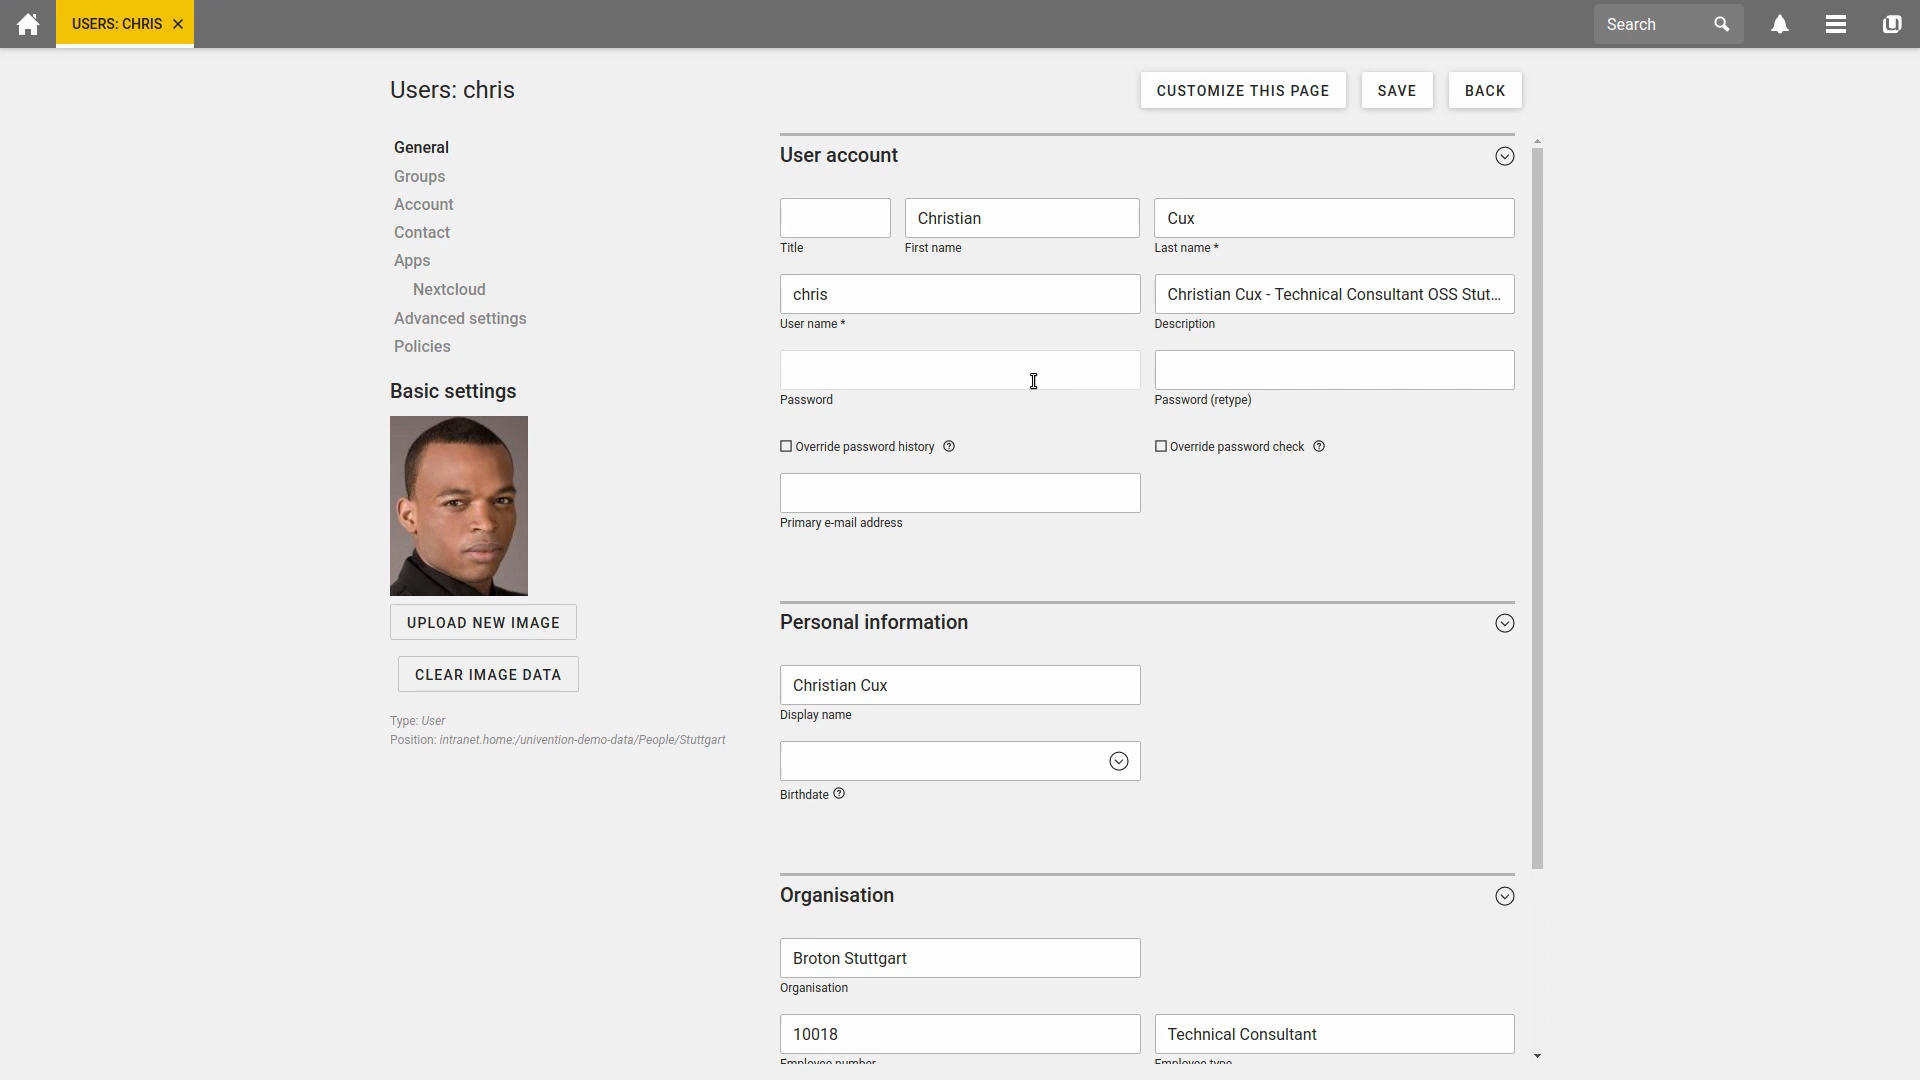 USERS: CHRIS
Search
Users: chris
CUSTOMIZE THIS PAGE
SAVE
BACK
General
Groups
Account
Contact
Apps
Nextcloud
Advanced settings
Policies
Basic settings
UPLOAD NEW IMAGE
CLEAR IMAGE DATA
Type: User
Position: intranet.home:/univention-demo-data/People/Stuttgart
User account
Christian
Cux
Title
First name
Last name *
chris
Christian Cux - Technical Consultant OSS Stut...
User name *
Description
Password
Password (retype)
Override password history
Override password check
Primary e-mail address
Personal information
Christian Cux
Display name
Birthdate
Organisation
Broton Stuttgart
Organisation
10018
Technical Consultant
Employee number
Employee type